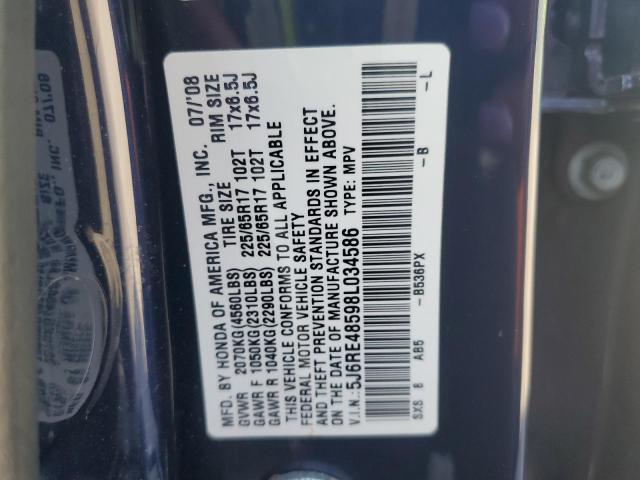 MFD. BY HONDA OF AMERICA MFG., INC. 07/'08
TIRE SIZE RIM SIZE
GVWR 2070KG(4560LBS) 225/65R17 102T 17x6.5J
GAWR F 1050KG(2310LBS) 225/65R17 102T 17x6.5J
GAWR R 1040KG(2290LBS)
THIS VEHICLE CONFORMS TO ALL APPLICABLE
FEDERAL MOTOR VEHICLE SAFETY
AND THEFT PREVENTION STANDARDS IN EFFECT
ON THE DATE OF MANUFACTURE SHOWN ABOVE.
V.I.N.: 5J6RE48598L034586 TYPE: MPV
-B536PX -B -L
SXS 8 AB5